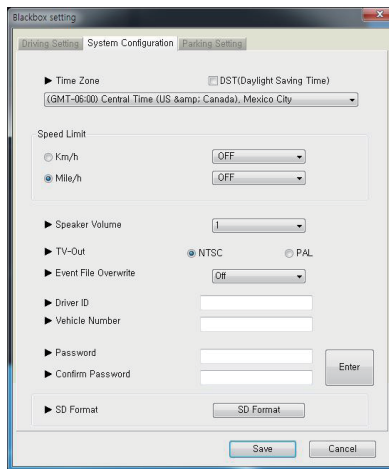 Blackbox setting
Driving Setting System Configuration Parking Setting
▶ Time Zone DST(Daylight Saving Time)
(GMT-06:00) Central Time (US &amp; Canada), Mexico City
Speed Limit
Km/h OFF
Mile/h OFF
▶ Speaker Volume 1
▶ TV-Out NTSC PAL
▶ Event File Overwrite Off
▶ Driver ID
▶ Vehicle Number
▶ Password
Enter
▶ Confirm Password
▶ SD Format SD Format
Save Cancel